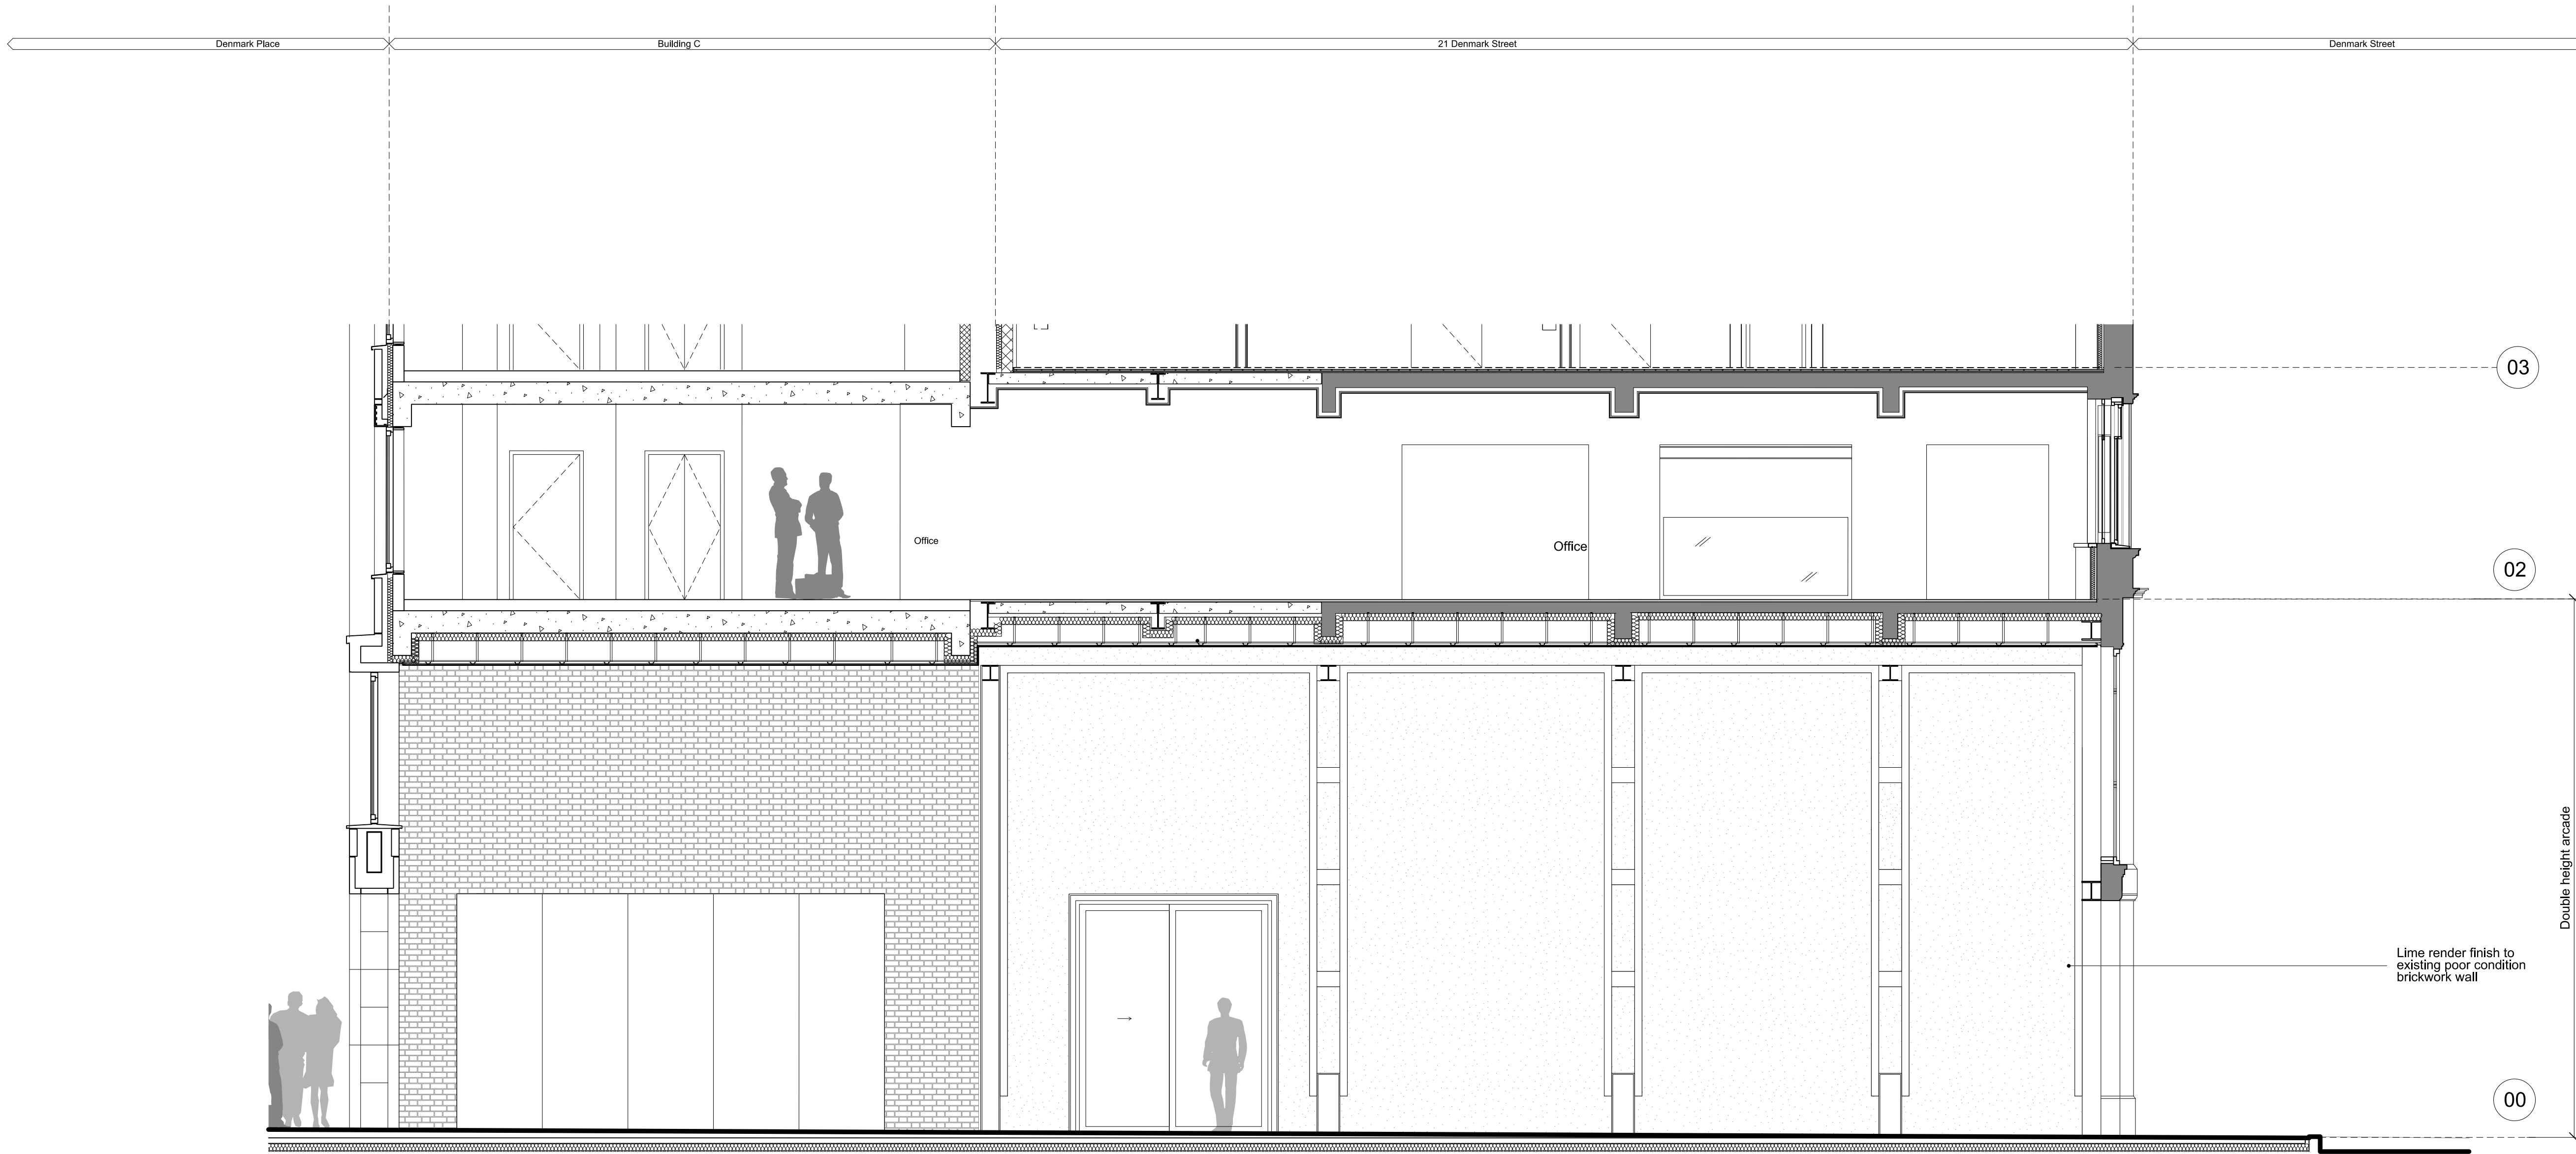 Denmark Place
Building C
21 Denmark Street
Denmark Street
03
Office
Office
02
Double height arcade
Lime render finish to
existing poor condition
brickwork wall
00